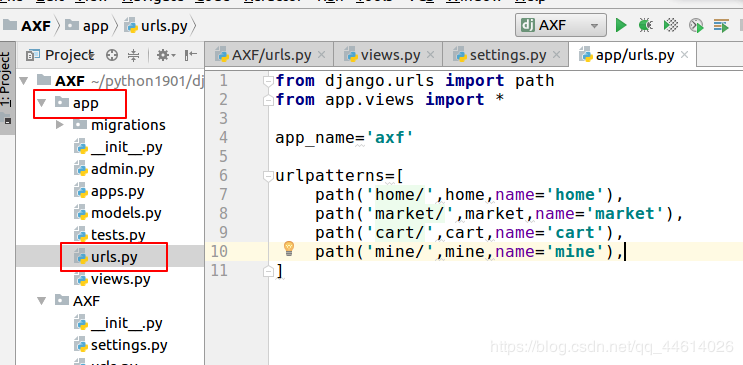 AXF app urls.py AXF
1: Project
Project AXF/urls.py views.py settings.py app/urls.py
AXF ~/python1901/dj
app
migrations
__init__.py
admin.py
apps.py
models.py
tests.py
urls.py
views.py
AXF
__init__.py
settings.py
1 from django.urls import path
2 from app.views import *
3
4 app_name='axf'
5
6 urlpatterns=[
7 path('home/',home,name='home'),
8 path('market/',market,name='market'),
9 path('cart/',cart,name='cart'),
10 path('mine/',mine,name='mine'),
11 ]
https://blog.csdn.net/qq_44614026